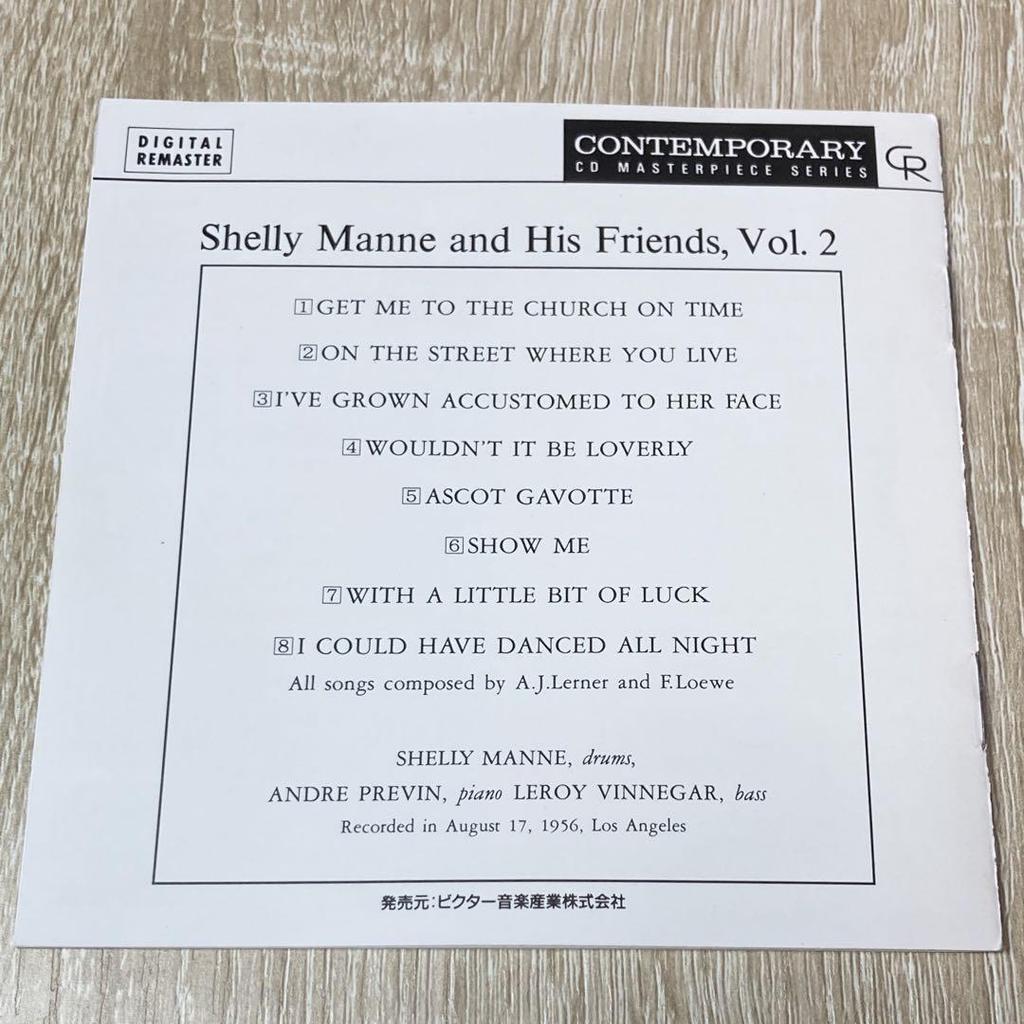 DIGITAL
REMASTER
CONTEMPORARY
CD MASTERPIECE SERIES
CR
Shelly Manne and His Friends, Vol. 2
1 GET ME TO THE CHURCH ON TIME
2 ON THE STREET WHERE YOU LIVE
3 I'VE GROWN ACCUSTOMED TO HER FACE
4 WOULDN'T IT BE LOVERLY
5 ASCOT GAVOTTE
6 SHOW ME
7 WITH A LITTLE BIT OF LUCK
8 I COULD HAVE DANCED ALL NIGHT
All songs composed by A.J.Lerner and F.Loewe
SHELLY MANNE, drums,
ANDRE PREVIN, piano LEROY VINNEGAR, bass
Recorded in August 17, 1956, Los Angeles
発売元:ビクター音楽産業株式会社